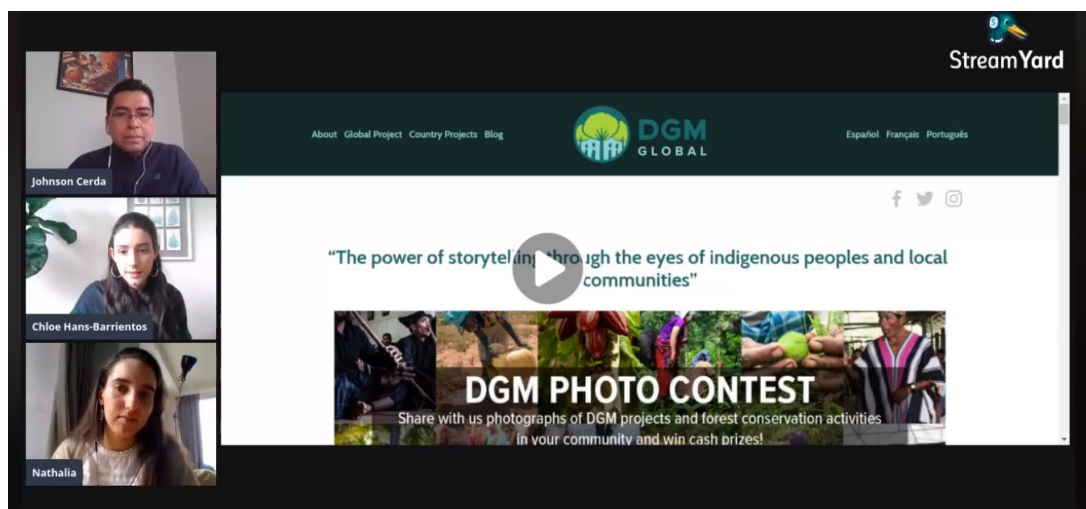 StreamYard
Johnson Cerda
Chloe Hans-Barrientos
Nathalia
About Global Project Country Projects Blog
DGM
GLOBAL
Español Français Português
“The power of storytelling through the eyes of indigenous peoples and local
communities”
DGM PHOTO CONTEST
Share with us photographs of DGM projects and forest conservation activities
in your community and win cash prizes!